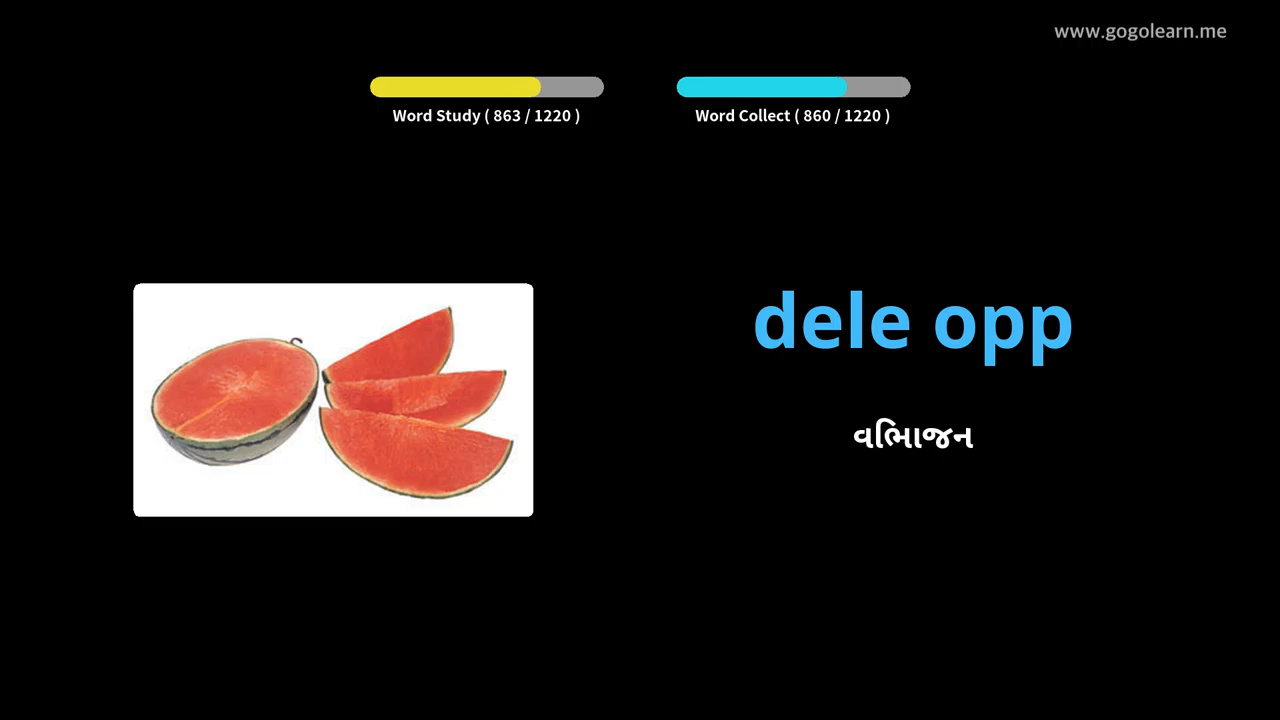 www.gogolearn.me
Word Study ( 863 / 1220 )
Word Collect ( 860 / 1220 )
dele opp
વિભાજન